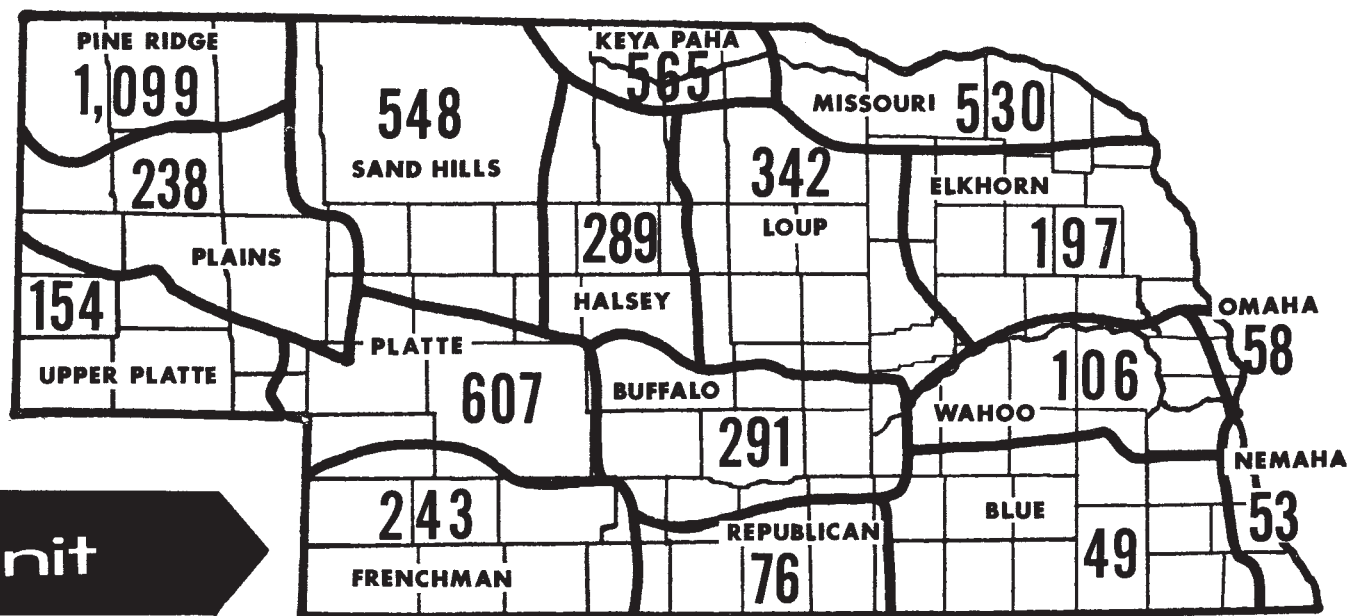 PINE RIDGE
1,099
KEYA PAHA
565
548
SAND HILLS
MISSOURI 530
238
PLAINS
342
LOUP
ELKHORN
197
289
HALSEY
154
UPPER PLATTE
PLATTE
607
BUFFALO
291
OMAHA
58
106
WAHOO
NEMAHA
53
243
FRENCHMAN
REPUBLICAN
76
BLUE
49
nit